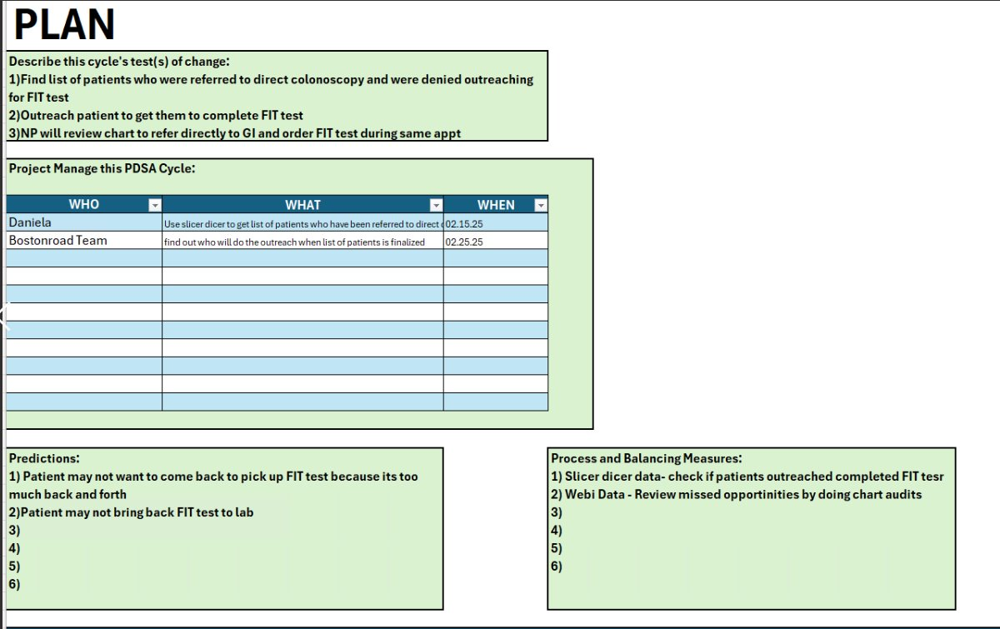 PLAN
Describe this cycle's test(s) of change:
1)Find list of patients who were referred to direct colonoscopy and were denied outreaching
for FIT test
2)Outreach patient to get them to complete FIT test
3)NP will review chart to refer directly to GI and order FIT test during same appt
Project Manage this PDSA Cycle:
WHO WHAT WHEN
Daniela Use slicer dicer to get list of patients who have been referred to direct 02.15.25
Bostonroad Team find out who will do the outreach when list of patients is finalized 02.25.25
Predictions:
1) Patient may not want to come back to pick up FIT test because its too
much back and forth
2)Patient may not bring back FIT test to lab
3)
4)
5)
6)
Process and Balancing Measures:
1) Slicer dicer data- check if patients outreached completed FIT tesr
2) Webi Data - Review missed opportinities by doing chart audits
3)
4)
5)
6)